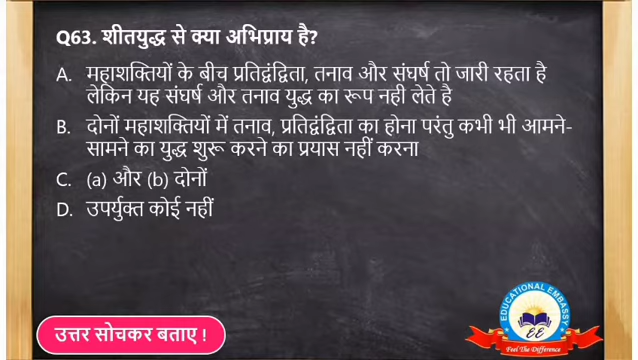 Q63. शीतयुद्ध से क्या अभिप्राय है?
A. महाशक्तियों के बीच प्रतिद्वंद्विता, तनाव और संघर्ष तो जारी रहता है
लेकिन यह संघर्ष और तनाव युद्ध का रूप नही लेते है
B. दोनों महाशक्तियों में तनाव, प्रतिद्वंद्विता का होना परंतु कभी भी आमने-
सामने का युद्ध शुरू करने का प्रयास नहीं करना
C. (a) और (b) दोनों
D. उपर्युक्त कोई नहीं
उत्तर सोचकर बताए !
EDUCATIONAL EMBASSY
EE
Feel The Difference